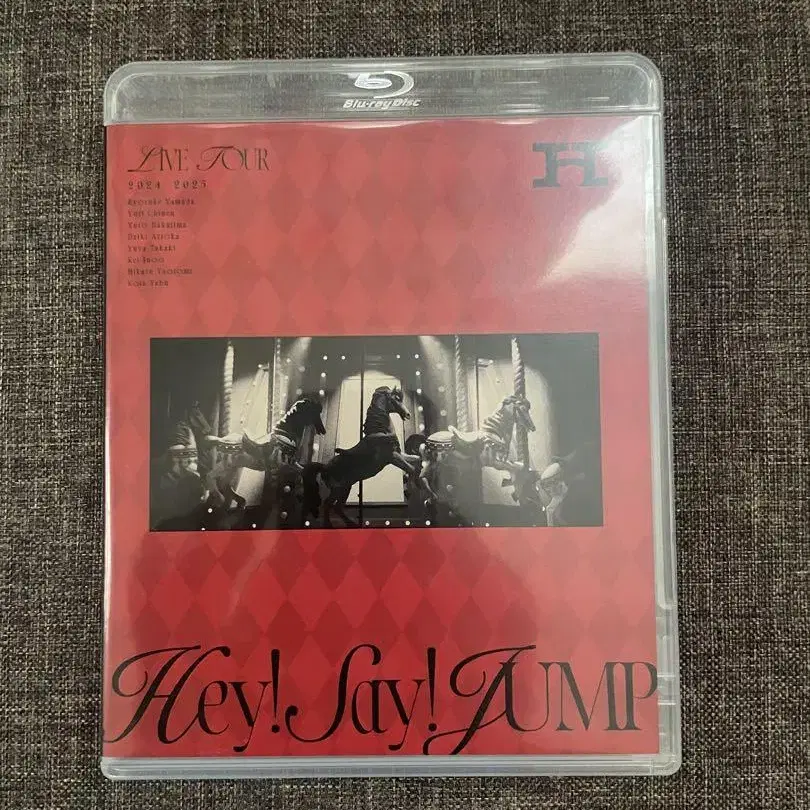 Blu-ray Disc
LIVE TOUR
H
2024 2025
Ryosuke Yamada
Yuri Chinen
Yuto Nakajima
Daiki Arioka
Yuya Takaki
Kei Inoo
Hikaru Yaotome
Kota Yabu
Hey! Say! JUMP